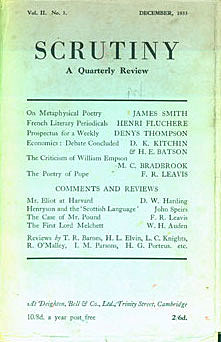 Vol. II. No. 3. DECEMBER, 1933
SCRUTINY
A Quarterly Review
On Metaphysical Poetry JAMES SMITH
French Literary Periodicals HENRI FLUCHERE
Prospectus for a Weekly DENYS THOMPSON
Economics: Debate Concluded D. K. KITCHIN
& H. E. BATSON
The Criticism of William Empson
M. C. BRADBROOK
The Poetry of Pope F. R. LEAVIS
COMMENTS AND REVIEWS
Mr. Eliot at Harvard D. W. Harding
Henryson and the 'Scottish Language' John Speirs
The Case of Mr. Pound F. R. Leavis
The First Lord Melchett W. H. Auden
Reviews by T. R. Barnes, H. L. Elvin, L. C. Knights,
R. O'Malley, I. M. Parsons, H. G. Porteus. etc.
At Deighton, Bell & Co., Ltd., Trinity Street, Cambridge
10/8d. a year post free 2/6d.